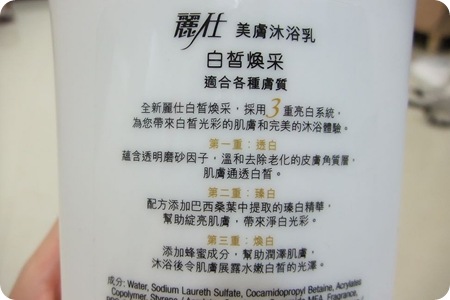 麗仕 美膚沐浴乳
白皙煥采
適合各種膚質
全新麗仕白皙煥采，採用3重亮白系統，
為您帶來白皙光彩的肌膚和完美的沐浴體驗。
第一重：透白
蘊含透明磨砂因子，溫和去除老化的皮膚角質層，
肌膚通透白皙。
第二重：臻白
配方添加巴西桑葉中提取的臻白精華，
幫助綻亮肌膚，帶來淨白光彩。
第三重：煥白
添加蜂蜜成分，幫助潤澤肌膚，
沐浴後令肌膚展露水嫩白皙的光澤。
成分: Water, Sodium Laureth Sulfate, Cocamidopropyl Betaine, Acrylates
Copolymer, Styrene / MEA, Fragrance,